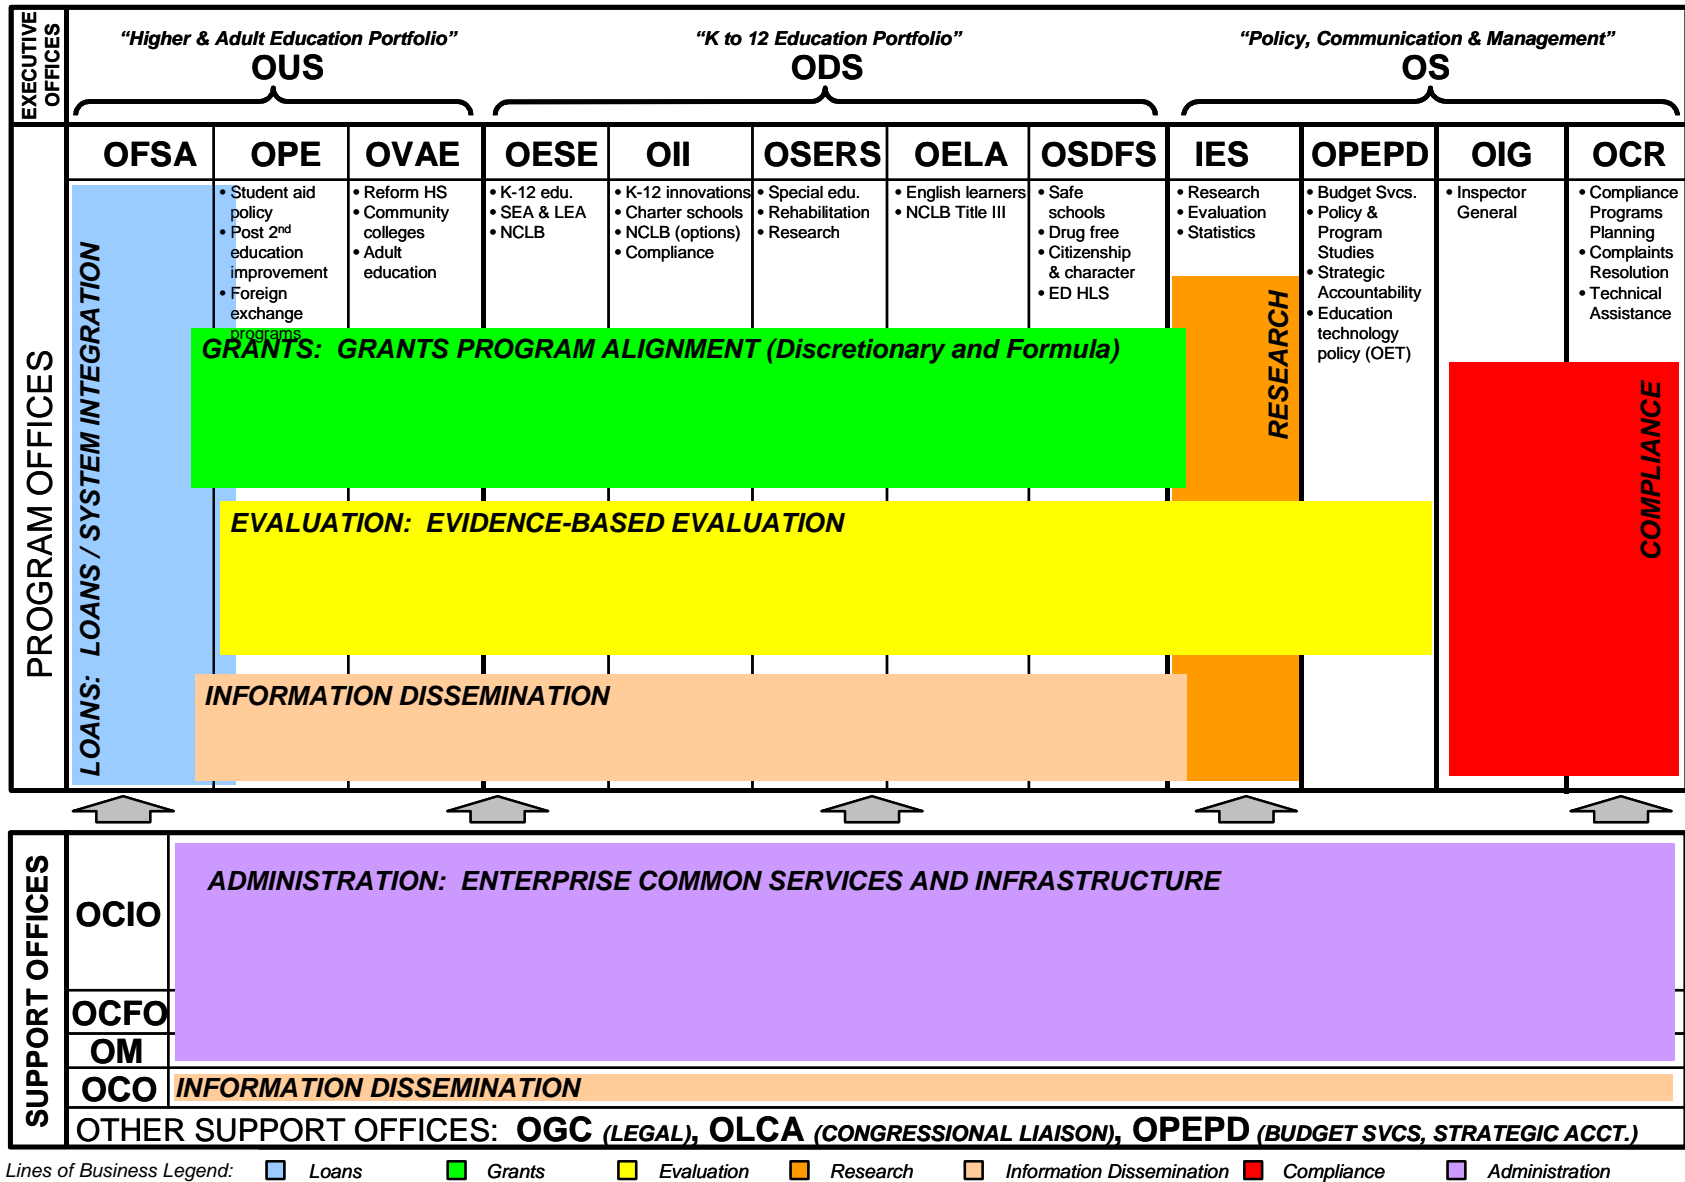 EXECUTIVE
OFFICES
“Higher & Adult Education Portfolio”
OUS
“K to 12 Education Portfolio”
ODS
“Policy, Communication & Management”
OS
PROGRAM OFFICES
OFSA
OPE
OVAE
OESE
OII
OSERS
OELA
OSDFS
IES
OPEPD
OIG
OCR
• Student aid
policy
• Post 2nd
education
improvement
• Foreign
exchange
programs
• Reform HS
• Community
colleges
• Adult
education
• K-12 edu.
• SEA & LEA
• NCLB
• K-12 innovations
• Charter schools
• NCLB (options)
• Compliance
• Special edu.
• Rehabilitation
• Research
• English learners
• NCLB Title III
• Safe
schools
• Drug free
• Citizenship
& character
• ED HLS
• Research
• Evaluation
• Statistics
• Budget Svcs.
• Policy &
Program
Studies
• Strategic
Accountability
• Education
technology
policy (OET)
• Inspector
General
• Compliance
Programs
Planning
• Complaints
Resolution
• Technical
Assistance
LOANS: LOANS / SYSTEM INTEGRATION
GRANTS: GRANTS PROGRAM ALIGNMENT (Discretionary and Formula)
RESEARCH
COMPLIANCE
EVALUATION: EVIDENCE-BASED EVALUATION
INFORMATION DISSEMINATION
SUPPORT OFFICES
OCIO
ADMINISTRATION: ENTERPRISE COMMON SERVICES AND INFRASTRUCTURE
OCFO
OM
OCO
INFORMATION DISSEMINATION
OTHER SUPPORT OFFICES: OGC (LEGAL), OLCA (CONGRESSIONAL LIAISON), OPEPD (BUDGET SVCS, STRATEGIC ACCT.)
Lines of Business Legend: Loans Grants Evaluation Research Information Dissemination Compliance Administration